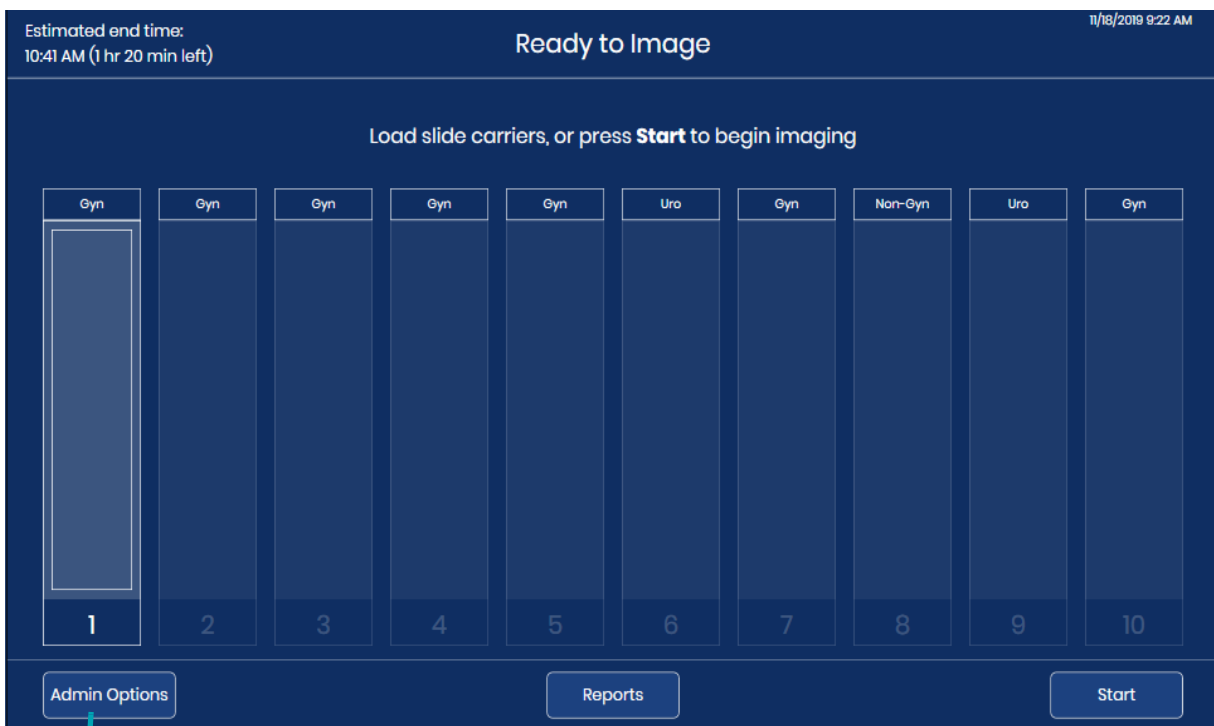 Estimated end time:
10:41 AM (1 hr 20 min left)
Ready to Image
11/18/2019 9:22 AM
Load slide carriers, or press Start to begin imaging
Gyn Gyn Gyn Gyn Gyn Uro Gyn Non-Gyn Uro Gyn
1 2 3 4 5 6 7 8 9 10
Admin Options Reports Start